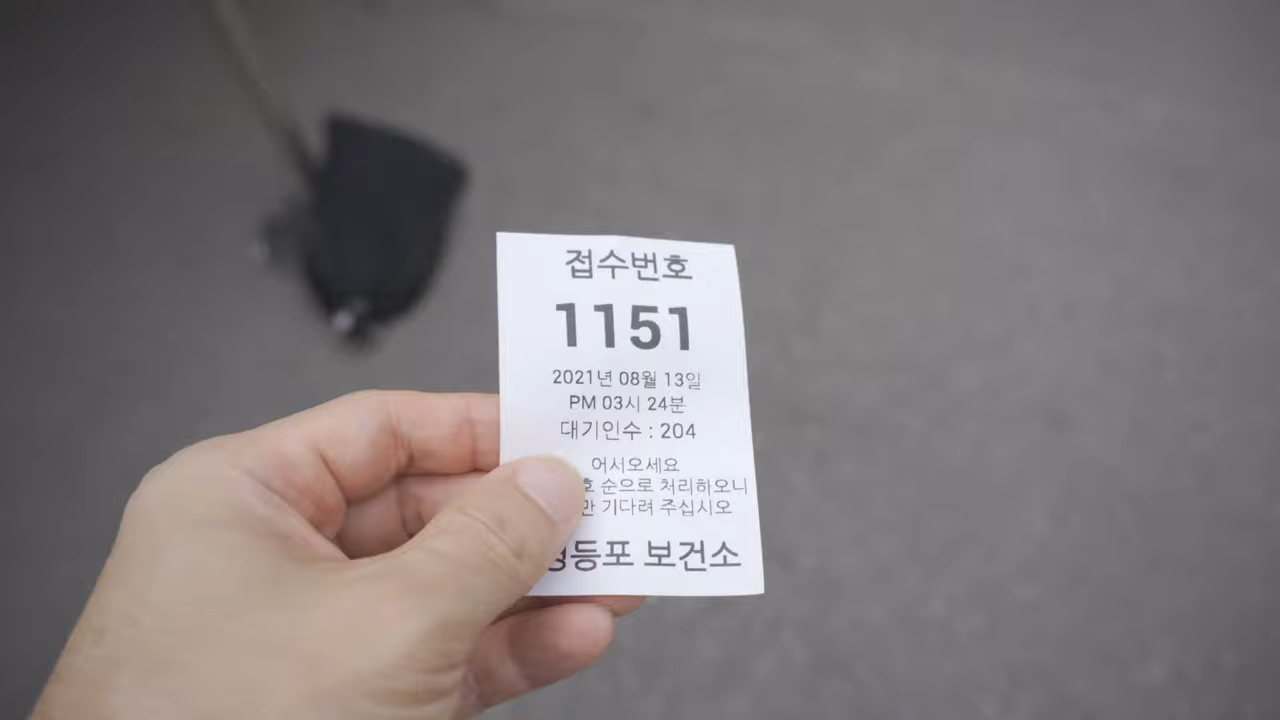 접수번호
1151
2021년 08월 13일
PM 03시 24분
대기인수 : 204
어서오세요
순으로 처리하오니
기다려 주십시오
보건소